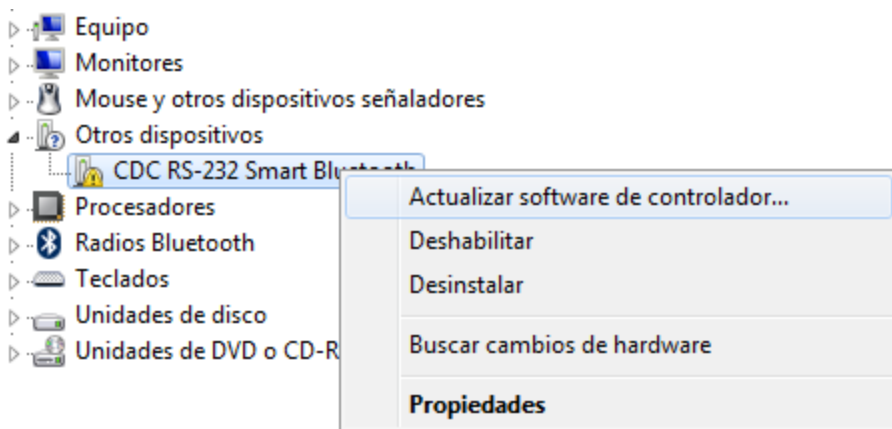 Equipo
Monitores
Mouse y otros dispositivos señaladores
Otros dispositivos
CDC RS-232 Smart Bluetooth
Actualizar software de controlador...
Procesadores
Deshabilitar
Radios Bluetooth
Desinstalar
Teclados
Unidades de disco
Buscar cambios de hardware
Unidades de DVD o CD-R
Propiedades